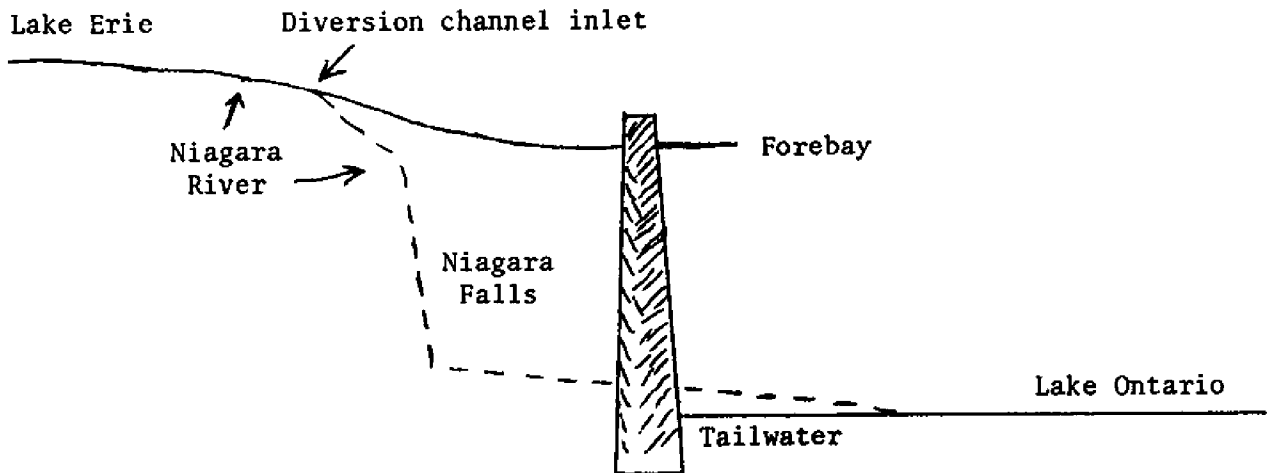 Lake Erie
Diversion channel inlet
Niagara
River
Forebay
Niagara
Falls
Lake Ontario
Tailwater